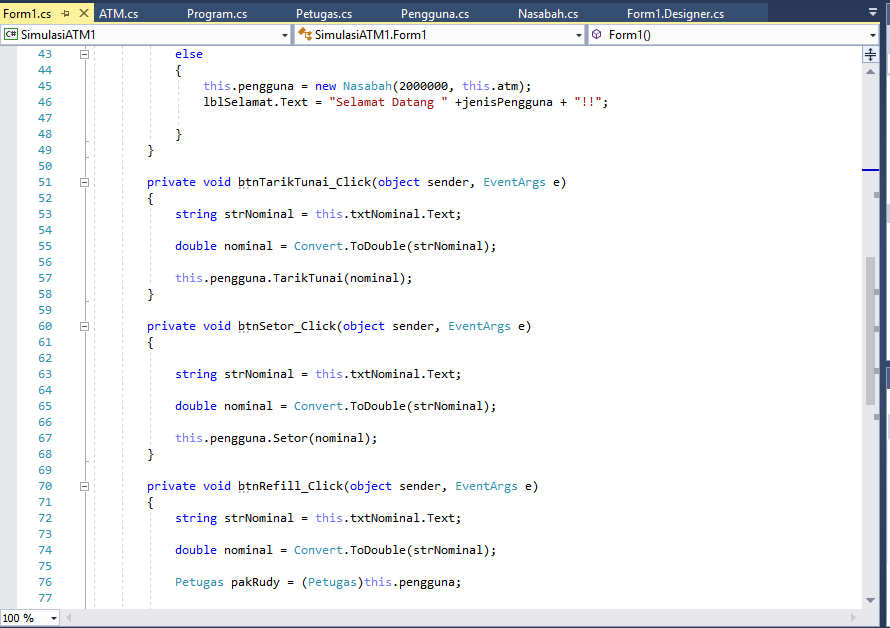 Form1.cs ATM.cs Program.cs Petugas.cs Pengguna.cs Nasabah.cs Form1.Designer.cs
C# SimulasiATM1 SimulasiATM1.Form1 Form1()
43 else
44 {
45 this.pengguna = new Nasabah(2000000, this.atm);
46 lblSelamat.Text = "Selamat Datang " +jenisPengguna + "!!";
47
48 }
49 }
50
51 private void btnTarikTunai_Click(object sender, EventArgs e)
52 {
53 string strNominal = this.txtNominal.Text;
54
55 double nominal = Convert.ToDouble(strNominal);
56
57 this.pengguna.TarikTunai(nominal);
58 }
59
60 private void btnSetor_Click(object sender, EventArgs e)
61 {
62
63 string strNominal = this.txtNominal.Text;
64
65 double nominal = Convert.ToDouble(strNominal);
66
67 this.pengguna.Setor(nominal);
68 }
69
70 private void btnRefill_Click(object sender, EventArgs e)
71 {
72 string strNominal = this.txtNominal.Text;
73
74 double nominal = Convert.ToDouble(strNominal);
75
76 Petugas pakRudy = (Petugas)this.pengguna;
77
100 %